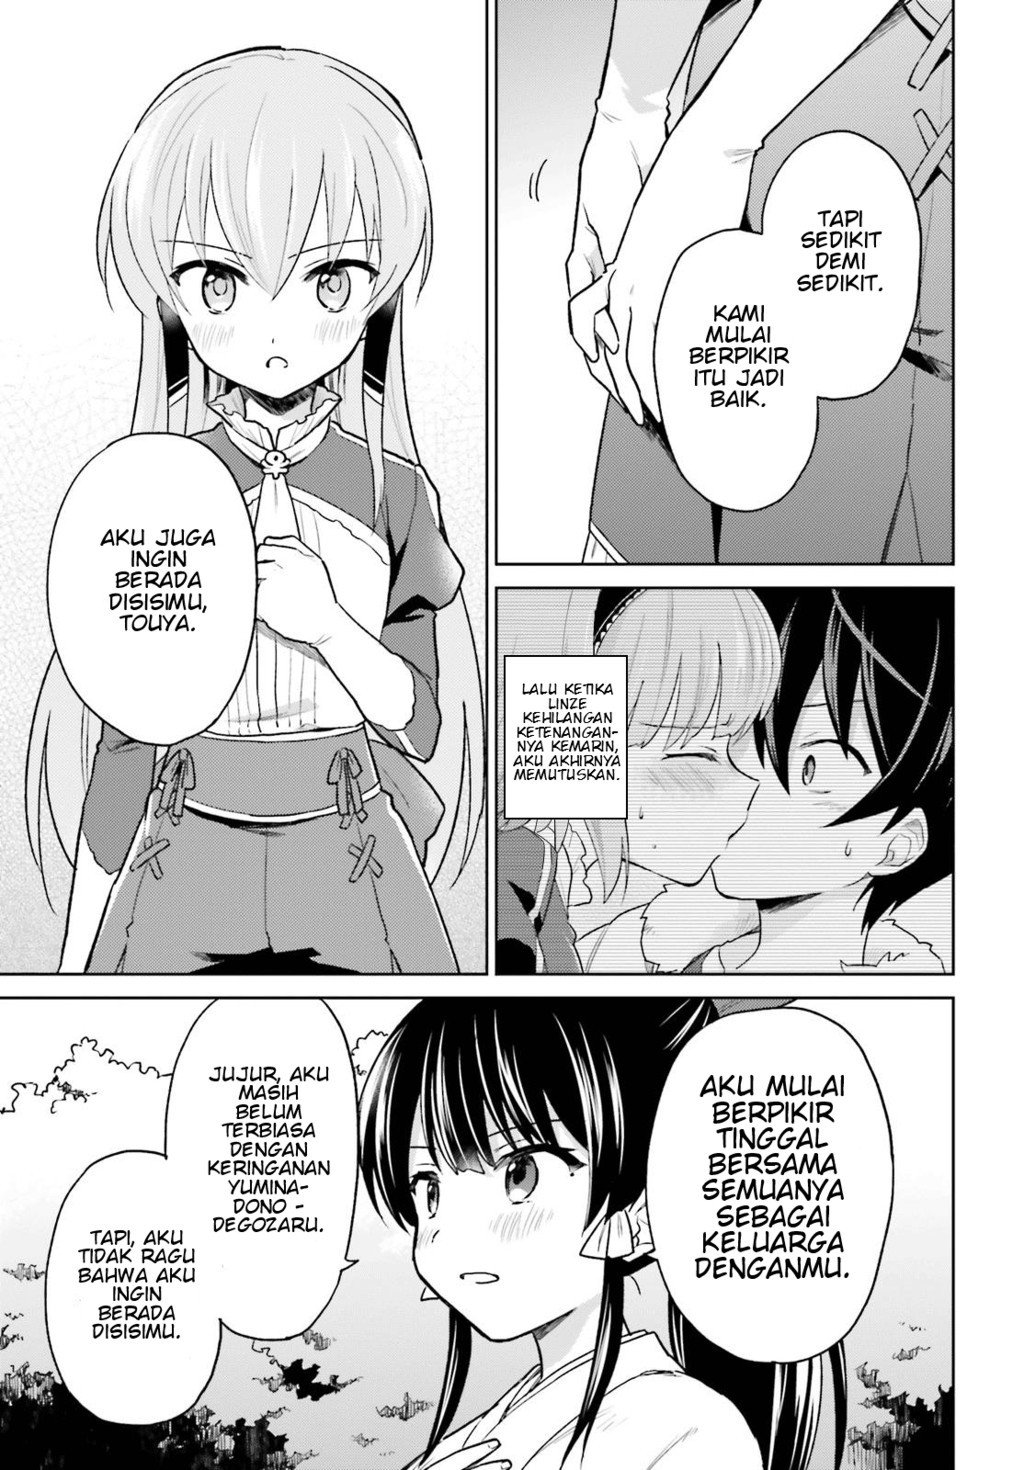 TAPI
SEDIKIT
DEMI
SEDIKIT.
KAMI
MULAI
BERPIKIR
ITU JADI
BAIK.
LALU KETIKA
LINZE
KEHILANGAN
KETENANGAN-
NYA KEMARIN,
AKU AKHIRNYA
MEMUTUSKAN.
AKU JUGA
INGIN
BERADA
DISISIMU,
TOUYA.
AKU MULAI
BERPIKIR
TINGGAL
BERSAMA
SEMUANYA
SEBAGAI
KELUARGA
DENGANMU.
JUJUR, AKU
MASIH
BELUM
TERBIASA
DENGAN
KERINGANAN
YUMINA-
DONO -
DEGOZARU.
TAPI, AKU
TIDAK RAGU
BAHWA AKU
INGIN
BERADA
DISISIMU.